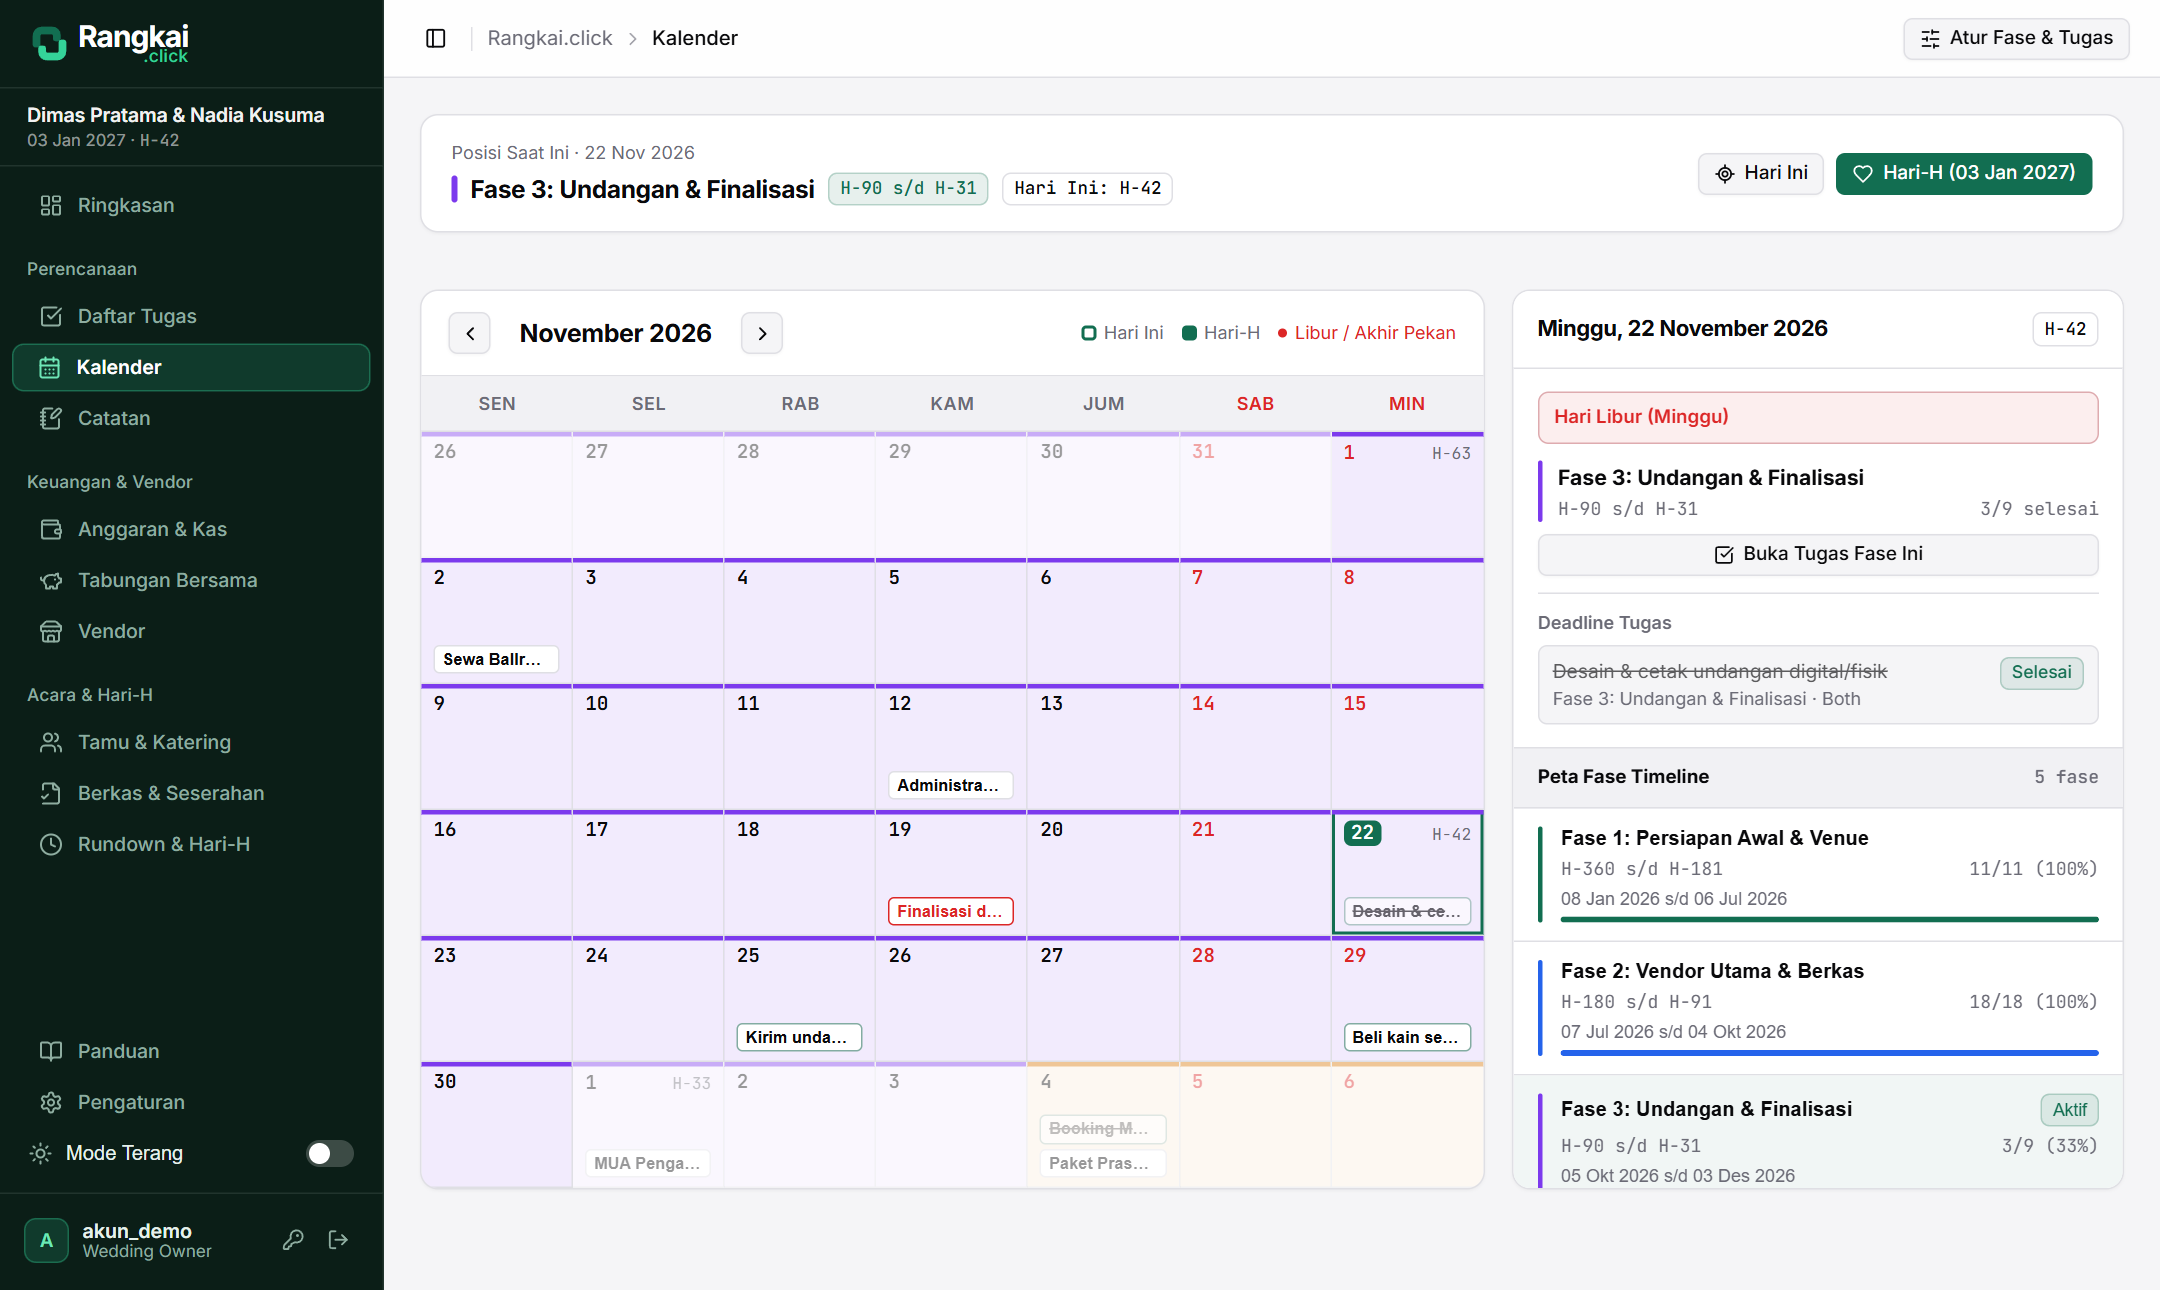 Rangkai
.click
Dimas Pratama & Nadia Kusuma
03 Jan 2027 · H-42
Ringkasan
Perencanaan
Daftar Tugas
Kalender
Catatan
Keuangan & Vendor
Anggaran & Kas
Tabungan Bersama
Vendor
Acara & Hari-H
Tamu & Katering
Berkas & Seserahan
Rundown & Hari-H
Panduan
Pengaturan
Mode Terang
A
akun_demo
Wedding Owner
Rangkai.click > Kalender
Atur Fase & Tugas
Posisi Saat Ini · 22 Nov 2026
Fase 3: Undangan & Finalisasi H-90 s/d H-31 Hari Ini: H-42
Hari Ini
Hari-H (03 Jan 2027)
November 2026
Hari Ini Hari-H Libur / Akhir Pekan
SEN SEL RAB KAM JUM SAB MIN
26 27 28 29 30 31 1 H-63
2 3 4 5 6 7 8
Sewa Ballr...
9 10 11 12 13 14 15
Administra...
16 17 18 19 20 21 22 H-42
Finalisasi d... Desain & ce...
23 24 25 26 27 28 29
Kirim unda... Beli kain se...
30 1 H-33 2 3 4 5 6
Booking M...
MUA Penga... Paket Pras...
Minggu, 22 November 2026 H-42
Hari Libur (Minggu)
Fase 3: Undangan & Finalisasi
H-90 s/d H-31 3/9 selesai
Buka Tugas Fase Ini
Deadline Tugas
Desain & cetak undangan digital/fisik Selesai
Fase 3: Undangan & Finalisasi · Both
Peta Fase Timeline 5 fase
Fase 1: Persiapan Awal & Venue
H-360 s/d H-181 11/11 (100%)
08 Jan 2026 s/d 06 Jul 2026
Fase 2: Vendor Utama & Berkas
H-180 s/d H-91 18/18 (100%)
07 Jul 2026 s/d 04 Okt 2026
Fase 3: Undangan & Finalisasi Aktif
H-90 s/d H-31 3/9 (33%)
05 Okt 2026 s/d 03 Des 2026